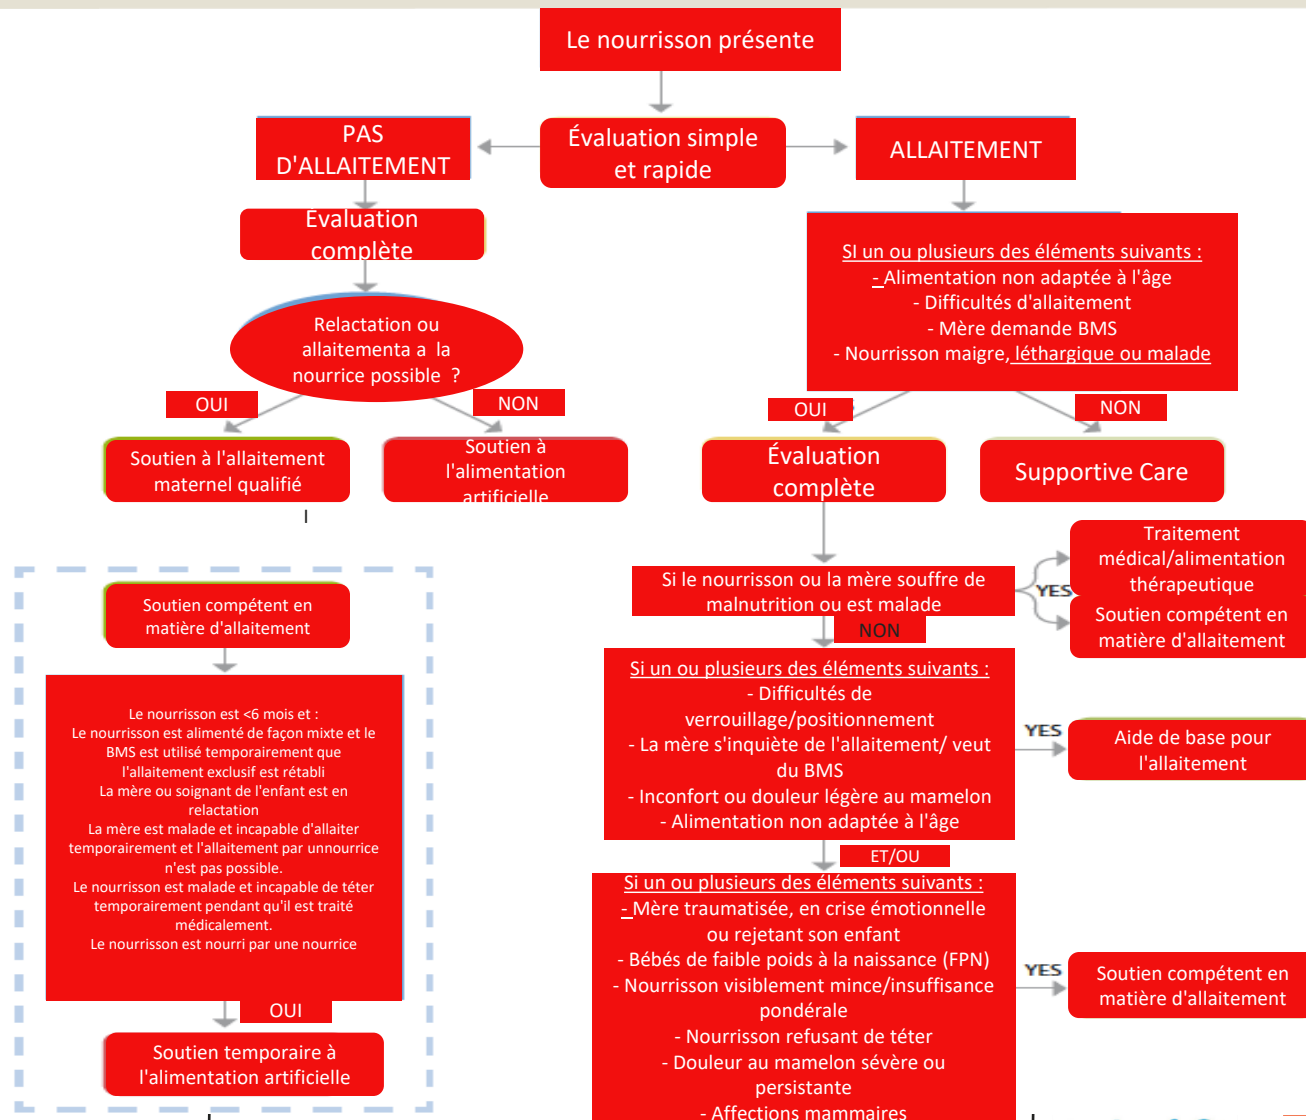 Le nourrisson présente
PAS
D'ALLAITEMENT
Évaluation simple
et rapide
ALLAITEMENT
Évaluation
complète
SI un ou plusieurs des éléments suivants :
- Alimentation non adaptée à l'âge
- Difficultés d'allaitement
- Mère demande BMS
- Nourrisson maigre, léthargique ou malade
Relactation ou
allaitementa a la
nourrice possible ?
OUI
NON
OUI
NON
Soutien à l'allaitement
maternel qualifié
Soutien à
l'alimentation
artificielle
Évaluation
complète
Supportive Care
Si le nourrisson ou la mère souffre de
malnutrition ou est malade
YES
Traitement
médical/alimentation
thérapeutique
Soutien compétent en
matière d'allaitement
NON
Soutien compétent en
matière d'allaitement
Le nourrisson est <6 mois et :
Le nourrisson est alimenté de façon mixte et le
BMS est utilisé temporairement que
l'allaitement exclusif est rétabli
La mère ou soignant de l'enfant est en
relactation
La mère est malade et incapable d'allaiter
temporairement et l'allaitement par unnourrice
n'est pas possible.
Le nourrisson est malade et incapable de téter
temporairement pendant qu'il est traité
médicalement.
Le nourrisson est nourri par une nourrice
OUI
Soutien temporaire à
l'alimentation artificielle
Si un ou plusieurs des éléments suivants :
- Difficultés de
verrouillage/positionnement
- La mère s'inquiète de l'allaitement/ veut
du BMS
- Inconfort ou douleur légère au mamelon
- Alimentation non adaptée à l'âge
YES
Aide de base pour
l'allaitement
ET/OU
Si un ou plusieurs des éléments suivants :
- Mère traumatisée, en crise émotionnelle
ou rejetant son enfant
- Bébés de faible poids à la naissance (FPN)
- Nourrisson visiblement mince/insuffisance
pondérale
- Nourrisson refusant de téter
- Douleur au mamelon sévère ou
persistante
- Affections mammaires
YES
Soutien compétent en
matière d'allaitement